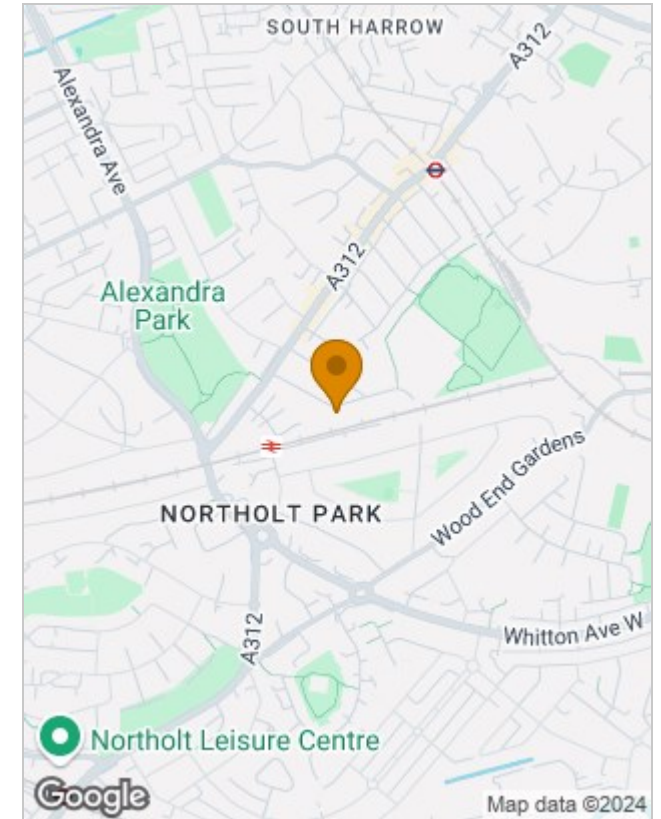 SOUTH HARROW
A312
Alexandra Ave
A312
A312
Alexandra
Park
Wood End Gardens
NORTHOLT PARK
A312
Whitton Ave W
Northolt Leisure Centre
Google
Map data ©2024